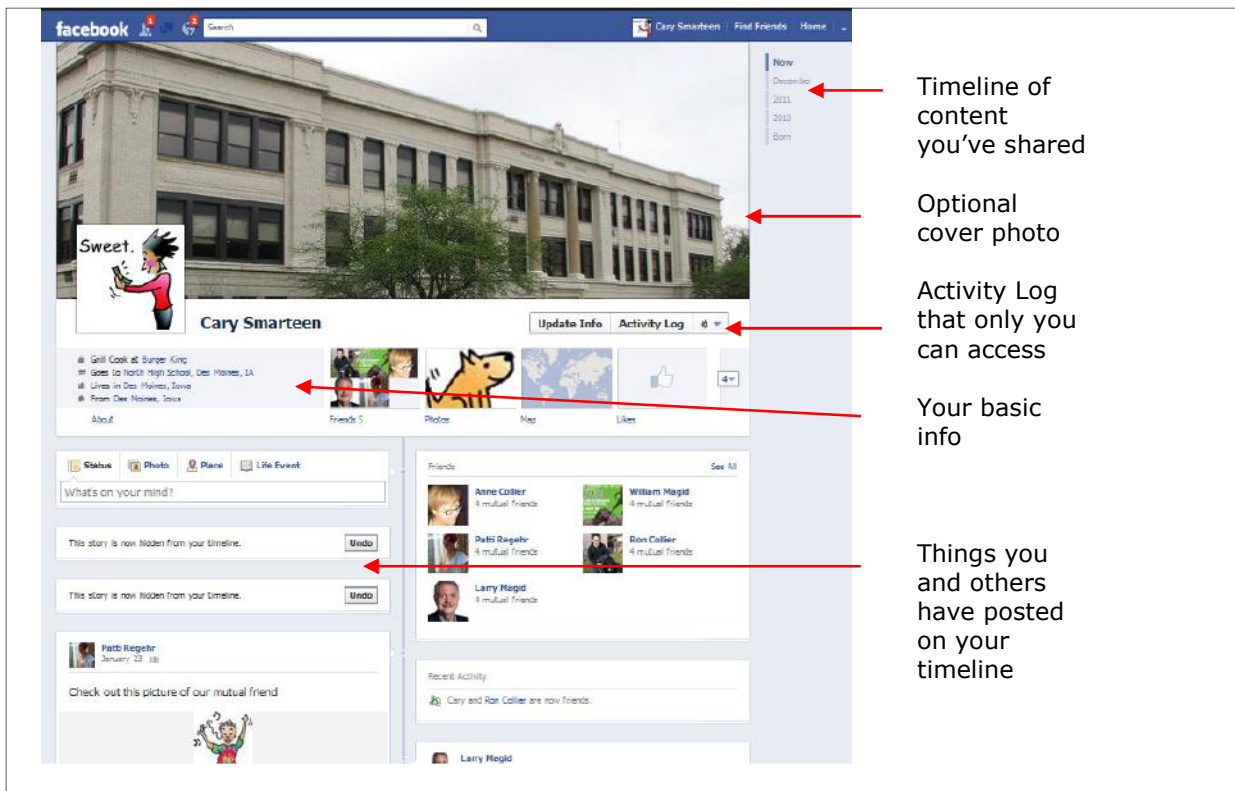 facebook
1
2
Search
Cary Smarteen
Find Friends
Home
Now
December
2011
2010
Born
Sweet.
Cary Smarteen
Update Info
Activity Log
Grill Cook at Burger King
Goes to North High School, Des Moines, IA
Lives in Des Moines, Iowa
From Des Moines, Iowa
About
Friends 5
Photos
Map
Likes
4
Status
Photo
Place
Life Event
What's on your mind?
This story is now hidden from your timeline.
Undo
This story is now hidden from your timeline.
Undo
Patti Regehr
January 23
Check out this picture of our mutual friend
Friends
See All
Anne Collier
4 mutual friends
William Magid
4 mutual friends
Patti Regehr
4 mutual friends
Ron Collier
4 mutual friends
Larry Magid
4 mutual friends
Recent Activity
Cary and Ron Collier are now friends.
Larry Magid
Timeline of
content
you’ve shared
Optional
cover photo
Activity Log
that only you
can access
Your basic
info
Things you
and others
have posted
on your
timeline